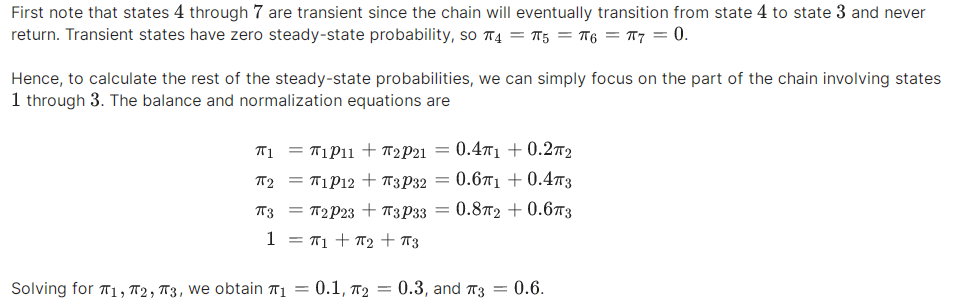 First note that states 4 through 7 are transient since the chain will eventually transition from state 4 to state 3 and never
return. Transient states have zero steady-state probability, so π₄ = π₅ = π₆ = π₇ = 0.
Hence, to calculate the rest of the steady-state probabilities, we can simply focus on the part of the chain involving states
1 through 3. The balance and normalization equations are
π₁ = π₁p₁₁ + π₂p₂₁ = 0.4π₁ + 0.2π₂
π₂ = π₁p₁₂ + π₃p₃₂ = 0.6π₁ + 0.4π₃
π₃ = π₂p₂₃ + π₃p₃₃ = 0.8π₂ + 0.6π₃
1 = π₁ + π₂ + π₃
Solving for π₁, π₂, π₃, we obtain π₁ = 0.1, π₂ = 0.3, and π₃ = 0.6.